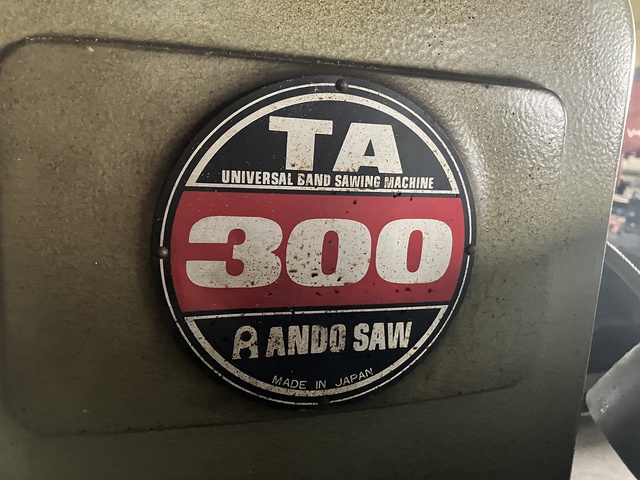 TA
UNIVERSAL BAND SAWING MACHINE
300
ANDO SAW
MADE IN JAPAN